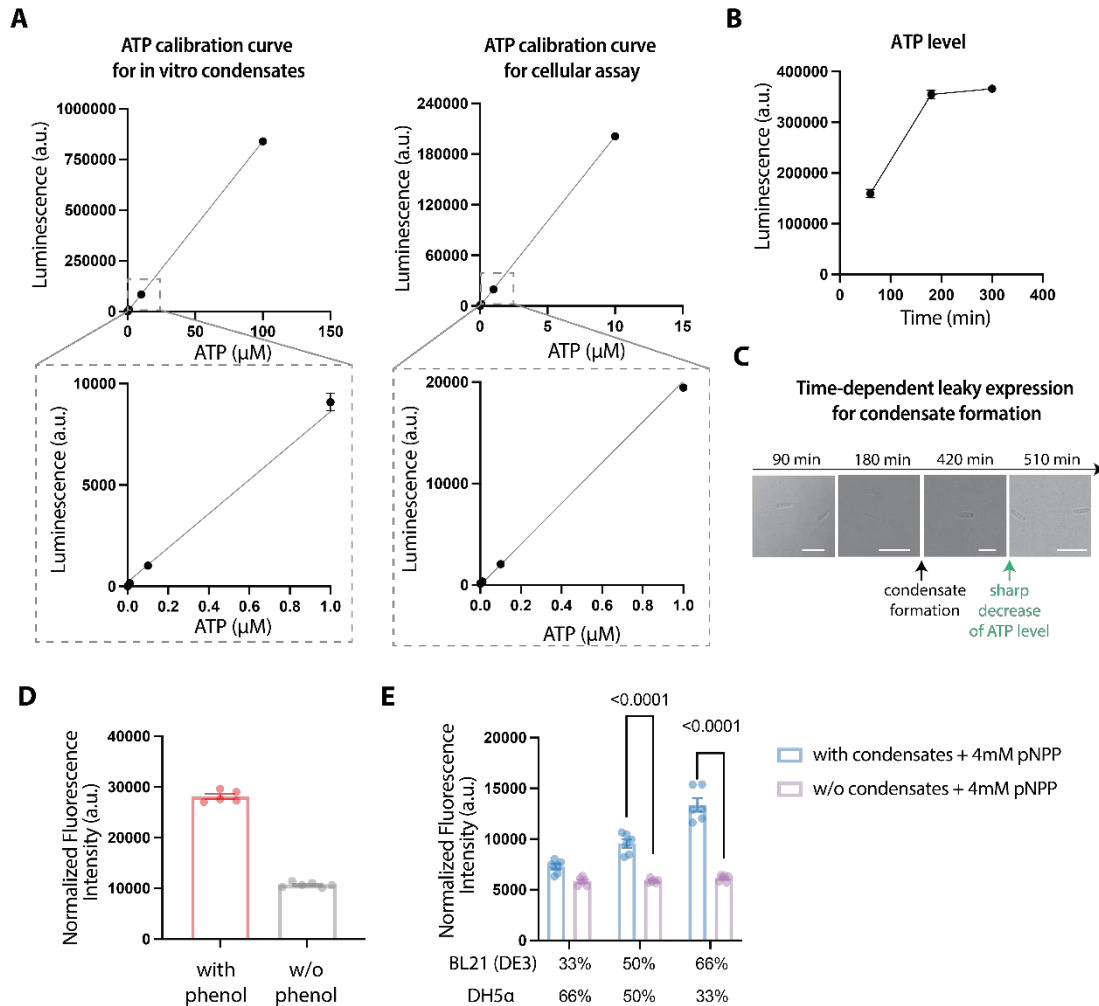 A
ATP calibration curve
for in vitro condensates
Luminescence (a.u.)
1000000
750000
500000
250000
0
0
50
100
150
ATP (µM)
Luminescence (a.u.)
10000
5000
0
0.0
0.2
0.4
0.6
0.8
1.0
ATP (µM)
ATP calibration curve
for cellular assay
Luminescence (a.u.)
240000
180000
120000
60000
0
0
5
10
15
ATP (µM)
Luminescence (a.u.)
20000
15000
10000
5000
0
0.0
0.2
0.4
0.6
0.8
1.0
ATP (µM)
B
ATP level
Luminescence (a.u.)
400000
300000
200000
100000
0
0
100
200
300
400
Time (min)
C
Time-dependent leaky expression
for condensate formation
90 min
180 min
420 min
510 min
condensate
formation
sharp
decrease
of ATP level
D
Normalized Fluorescence
Intensity (a.u.)
40000
30000
20000
10000
0
with
phenol
w/o
phenol
E
Normalized Fluorescence
Intensity (a.u.)
20000
15000
10000
5000
0
<0.0001
<0.0001
BL21 (DE3)
33%
50%
66%
DH5α
66%
50%
33%
with condensates + 4mM pNPP
w/o condensates + 4mM pNPP